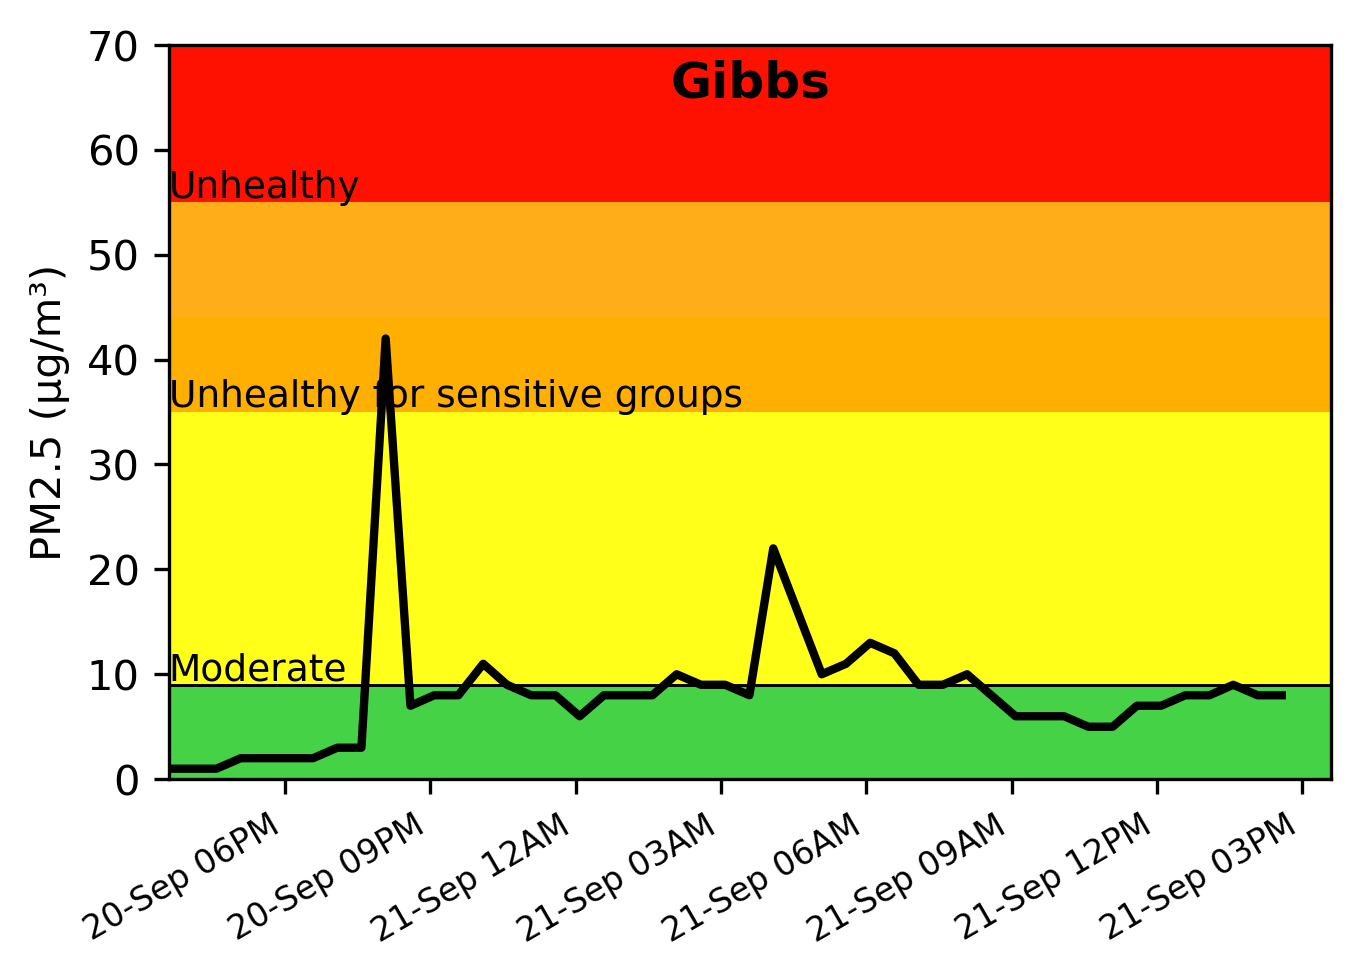 Gibbs
70
60
Unhealthy
50
40
Unhealthy for sensitive groups
30
20
Moderate
10
0
PM2.5 (μg/m³)
20-Sep 06PM
20-Sep 09PM
21-Sep 12AM
21-Sep 03AM
21-Sep 06AM
21-Sep 09AM
21-Sep 12PM
21-Sep 03PM